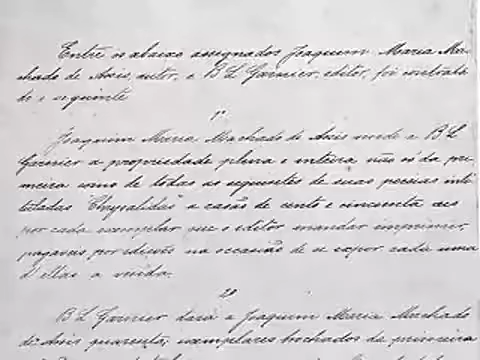 Entre os abaixo assignados Joaquim Maria Ma-
chado de Assis, autor, e B L Garnier, editor, foi contrata-
do o seguinte
1º
Joaquim Maria Machado de Assis vende a B L
Garnier a propriedade plena e inteira não só da pri-
meira como de todas as seguintes de suas poesias inti-
tuladas "Chrysalidas" a rasão de cento e cincoenta reis
por cada exemplar que o editor mandar imprimir,
pagaveis por edições na occasião de se expor cada uma
d'ellas a venda.
2º
B L Garnier dará a Joaquim Maria Machado
de Assis quarenta exemplares brochados da primeira